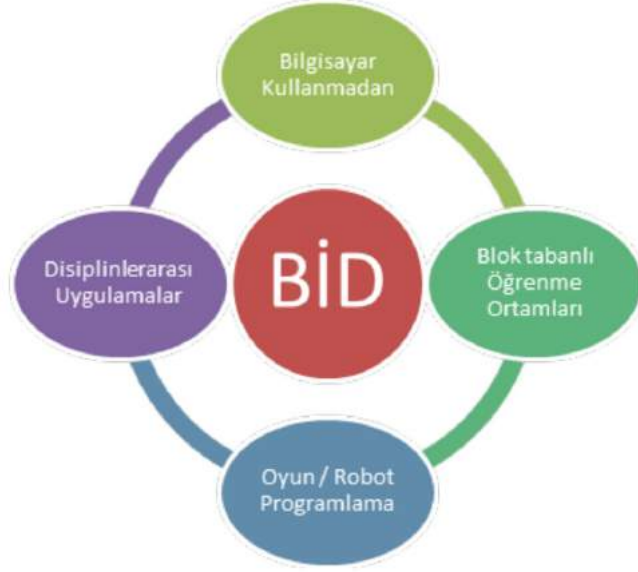 Bilgisayar
Kullanmadan
Disiplinlerarası
Uygulamalar
BİD
Blok tabanlı
Öğrenme
Ortamları
Oyun / Robot
Programlama